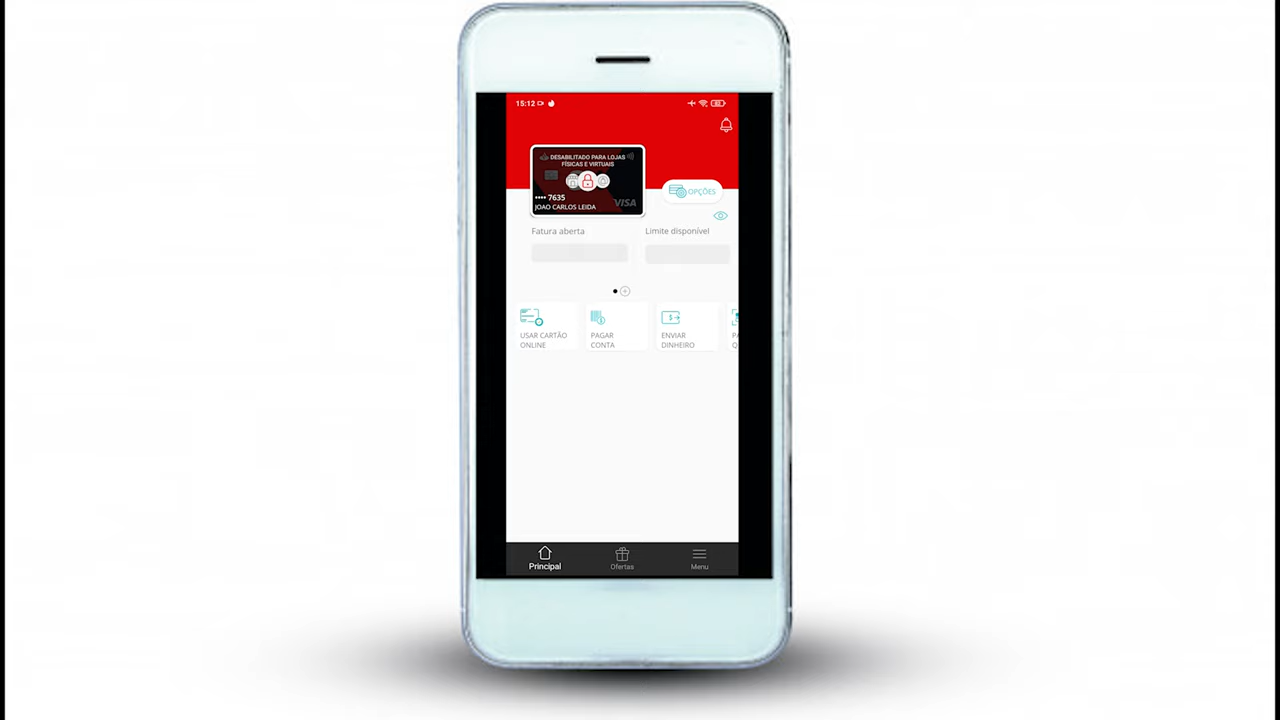 15:12
DESABILITADO PARA LOJAS
FÍSICAS E VIRTUAIS
•••• 7635
JOAO CARLOS LEIDA
VISA
OPÇÕES
Fatura aberta
Limite disponível
USAR CARTÃO
ONLINE
PAGAR
CONTA
ENVIAR
DINHEIRO
Principal
Ofertas
Menu